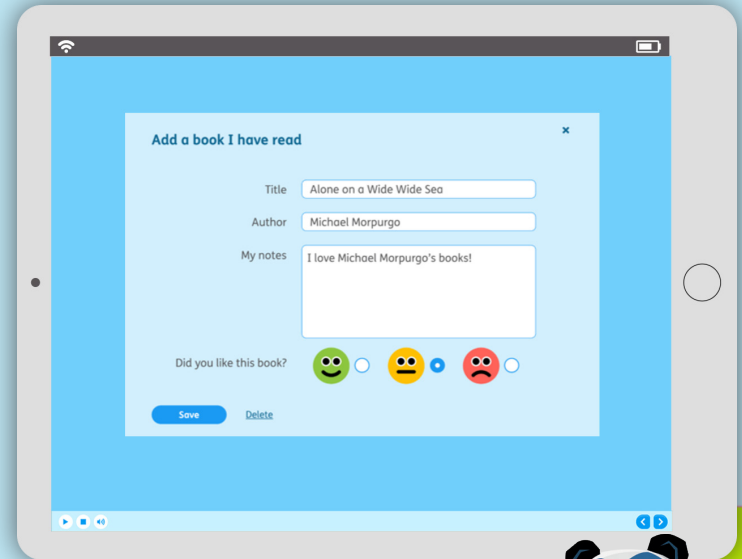 Add a book I have read
×
Title
Alone on a Wide Wide Sea
Author
Michael Morpurgo
My notes
I love Michael Morpurgo's books!
Did you like this book?
Save
Delete